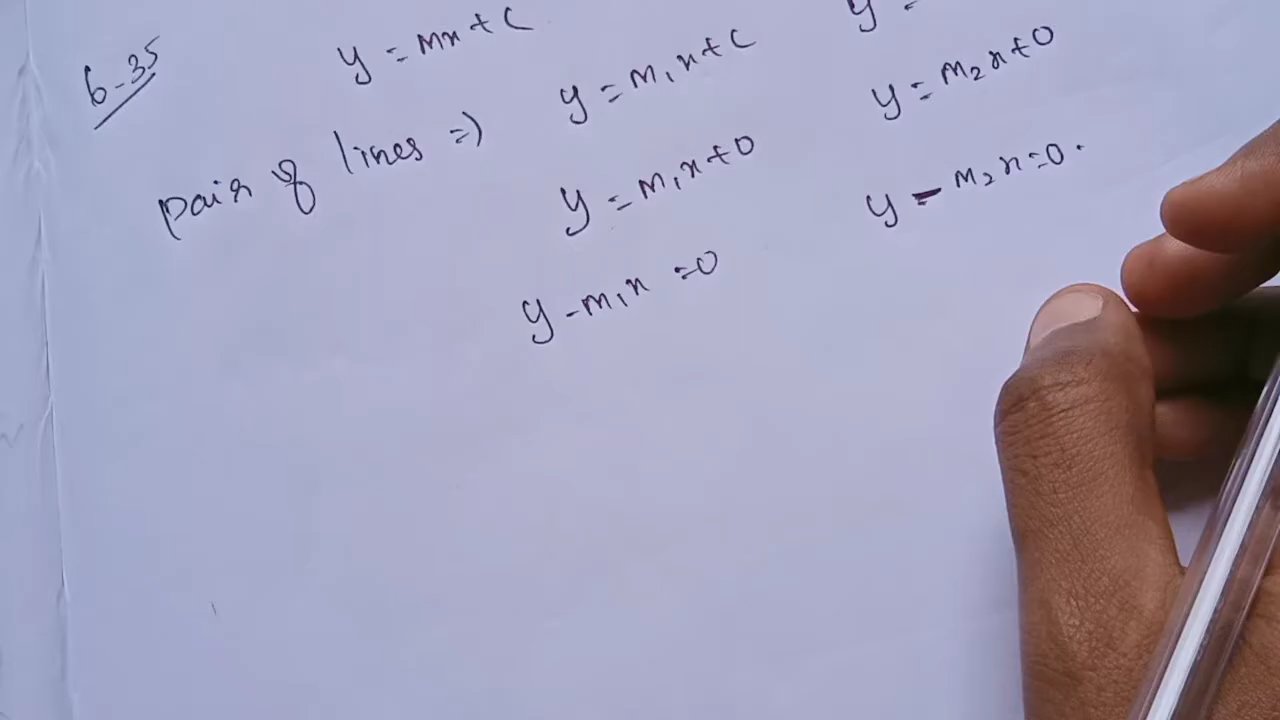 6-35
y = mx + c
y =
pair of lines =>
y = m₁x + c
y = m₂x + 0
y = m₁x + 0
y - m₂x = 0.
y - m₁x = 0